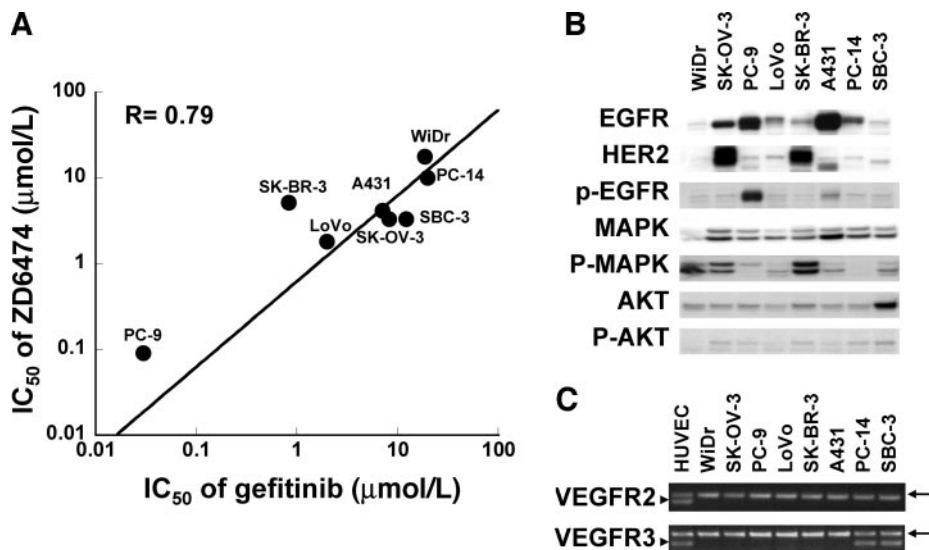 A
IC50 of ZD6474 (μmol/L)
100
10
1
0.1
0.01
R= 0.79
WiDr
PC-14
SK-BR-3
A431
SBC-3
LoVo
SK-OV-3
PC-9
0.01
0.1
1
10
100
IC50 of gefitinib (μmol/L)
B
WiDr
SK-OV-3
PC-9
LoVo
SK-BR-3
A431
PC-14
SBC-3
EGFR
HER2
p-EGFR
MAPK
P-MAPK
AKT
P-AKT
C
HUVEC
WiDr
SK-OV-3
PC-9
LoVo
SK-BR-3
A431
PC-14
SBC-3
VEGFR2
VEGFR3